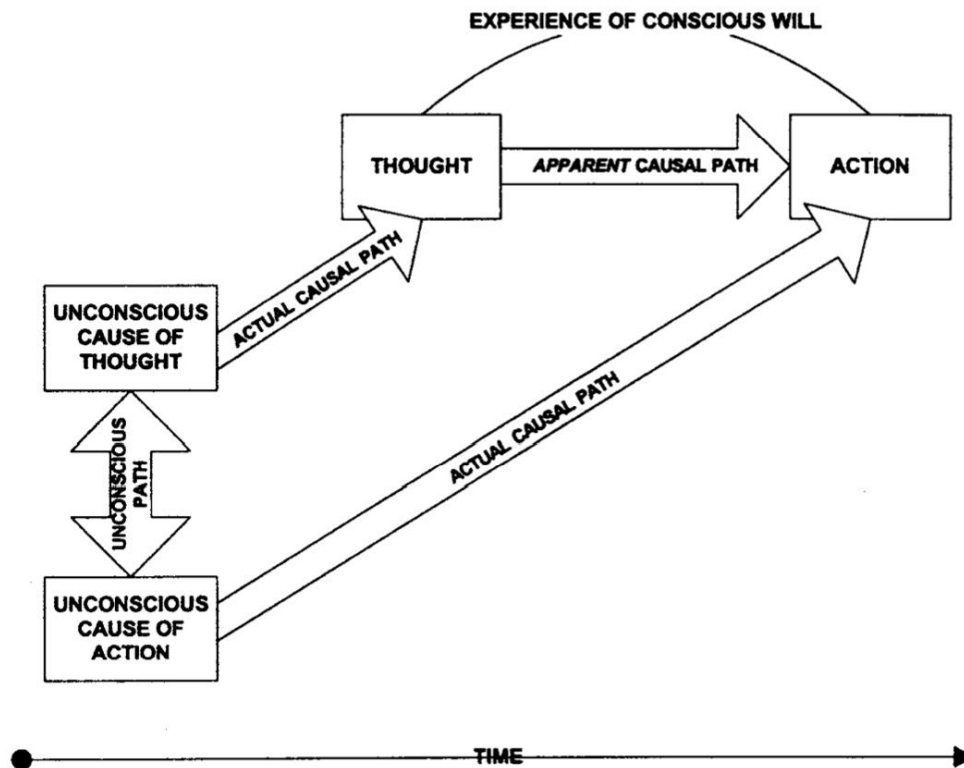 EXPERIENCE OF CONSCIOUS WILL
THOUGHT
APPARENT CAUSAL PATH
ACTION
ACTUAL CAUSAL PATH
UNCONSCIOUS
CAUSE OF
THOUGHT
UNCONSCIOUS
PATH
ACTUAL CAUSAL PATH
UNCONSCIOUS
CAUSE OF
ACTION
TIME